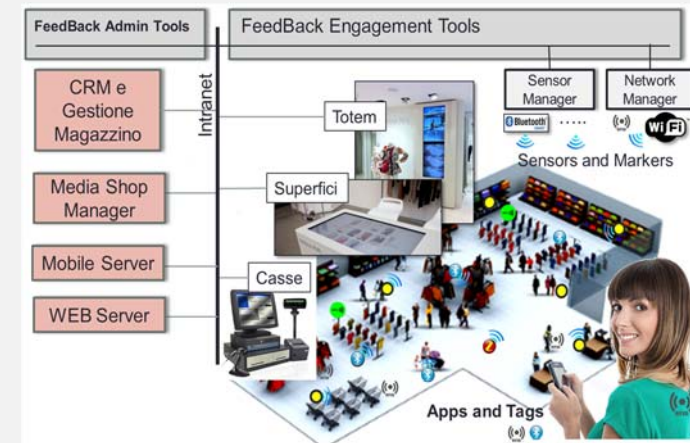 FeedBack Admin Tools
FeedBack Engagement Tools
CRM e
Gestione
Magazzino
Media Shop
Manager
Mobile Server
WEB Server
Intranet
Totem
Superfici
Casse
Sensor
Manager
Network
Manager
Bluetooth
.....
Wi Fi
Sensors and Markers
Apps and Tags